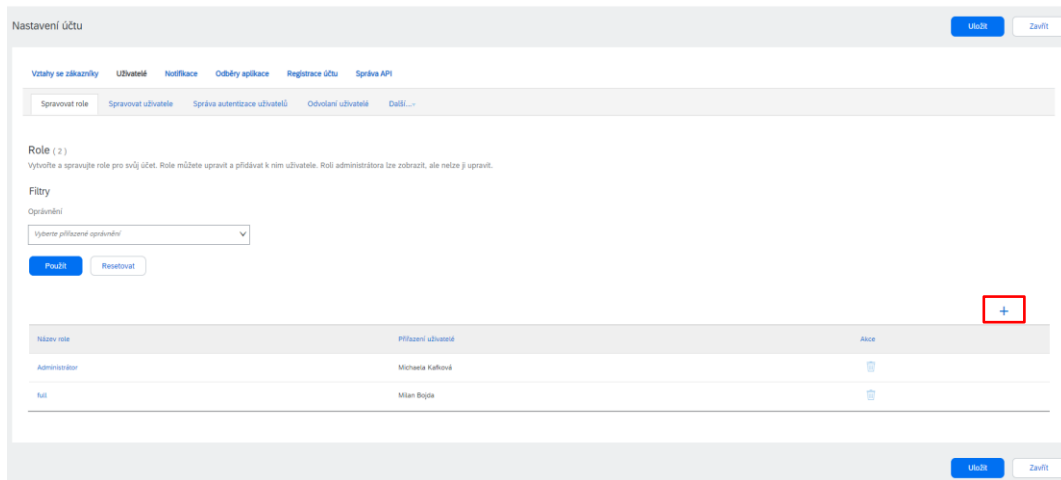 Nastavení účtu
Uložit
Zavřít
Vztahy se zákazníky Uživatelé Notifikace Odběry aplikace Registrace účtu Správa API
Spravovat role Spravovat uživatele Správa autentizace uživatelů Odvolaní uživatelé Další...
Role (2)
Vytvořte a spravujte role pro svůj účet. Role můžete upravit a přidávat k nim uživatele. Roli administrátora lze zobrazit, ale nelze ji upravit.
Filtry
Oprávnění
Vyberte přiřazené oprávnění
Použít Resetovat
+
Název role Přiřazení uživatelé Akce
Administrátor Michaela Kafková
full Milan Bojda
Uložit
Zavřít